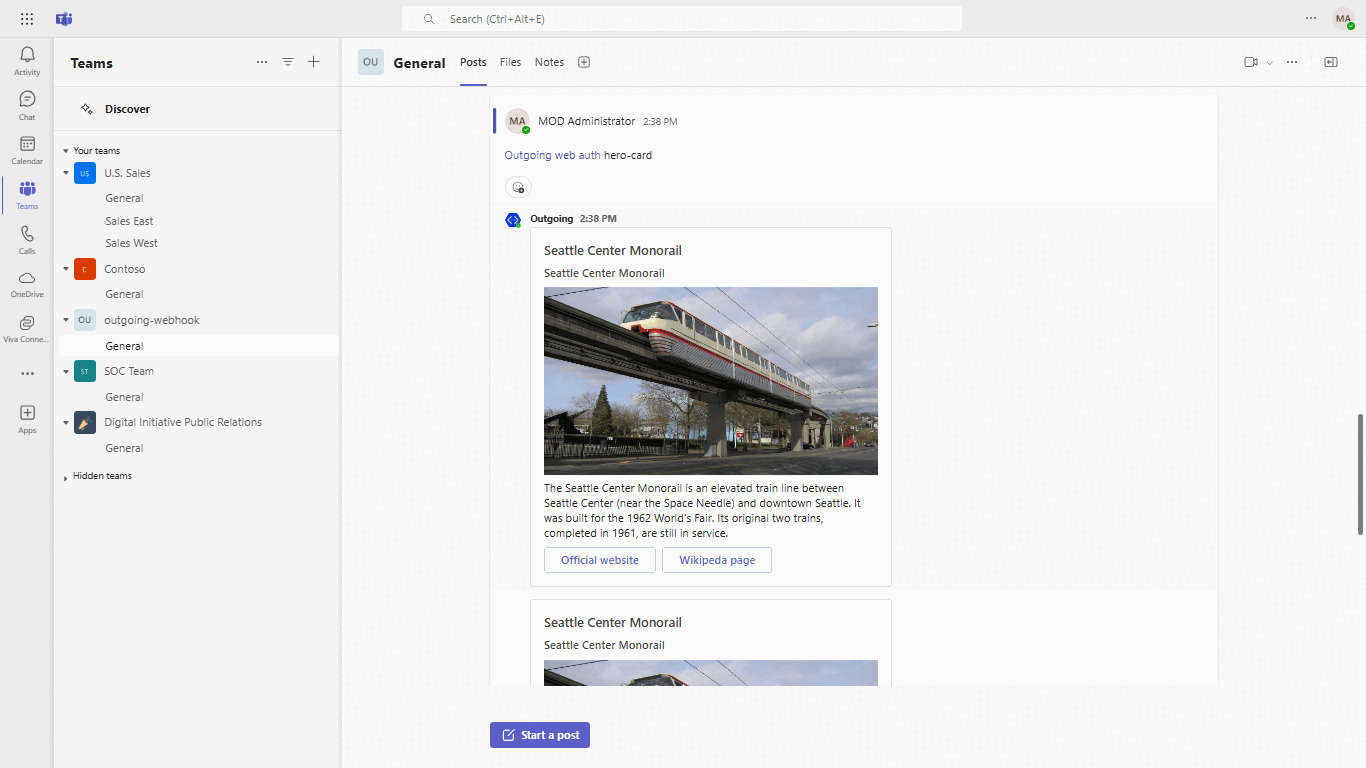 Search (Ctrl+Alt+E)
MA
Activity
Chat
Calendar
Teams
Calls
OneDrive
Viva Conne...
Apps
Teams
Discover
Your teams
US U.S. Sales
General
Sales East
Sales West
C Contoso
General
OU outgoing-webhook
General
ST SOC Team
General
Digital Initiative Public Relations
General
Hidden teams
OU General Posts Files Notes
MA MOD Administrator 2:38 PM
Outgoing web auth hero-card
Outgoing 2:38 PM
Seattle Center Monorail
Seattle Center Monorail
The Seattle Center Monorail is an elevated train line between
Seattle Center (near the Space Needle) and downtown Seattle. It
was built for the 1962 World's Fair. Its original two trains,
completed in 1961, are still in service.
Official website Wikipeda page
Seattle Center Monorail
Seattle Center Monorail
Start a post